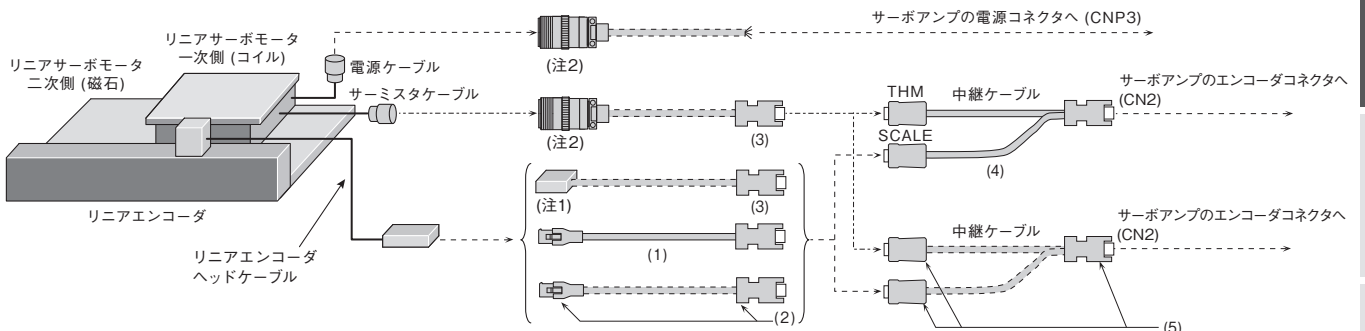 サーボアンプの電源コネクタへ (CNP3)
リニアサーボモータ
一次側 (コイル)
リニアサーボモータ
二次側 (磁石)
電源ケーブル
(注2)
サーミスタケーブル
THM
中継ケーブル
サーボアンプのエンコーダコネクタへ
(CN2)
(注2)
(3)
SCALE
(4)
(注1)
(3)
リニアエンコーダ
リニアエンコーダ
ヘッドケーブル
(1)
中継ケーブル
サーボアンプのエンコーダコネクタへ
(CN2)
(2)
(5)